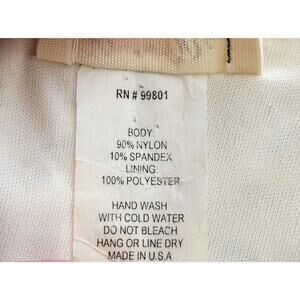 RN # 99801
BODY:
90% NYLON
10% SPANDEX
LINING:
100% POLYESTER
HAND WASH
WITH COLD WATER
DO NOT BLEACH
HANG OR LINE DRY
MADE IN U.S.A